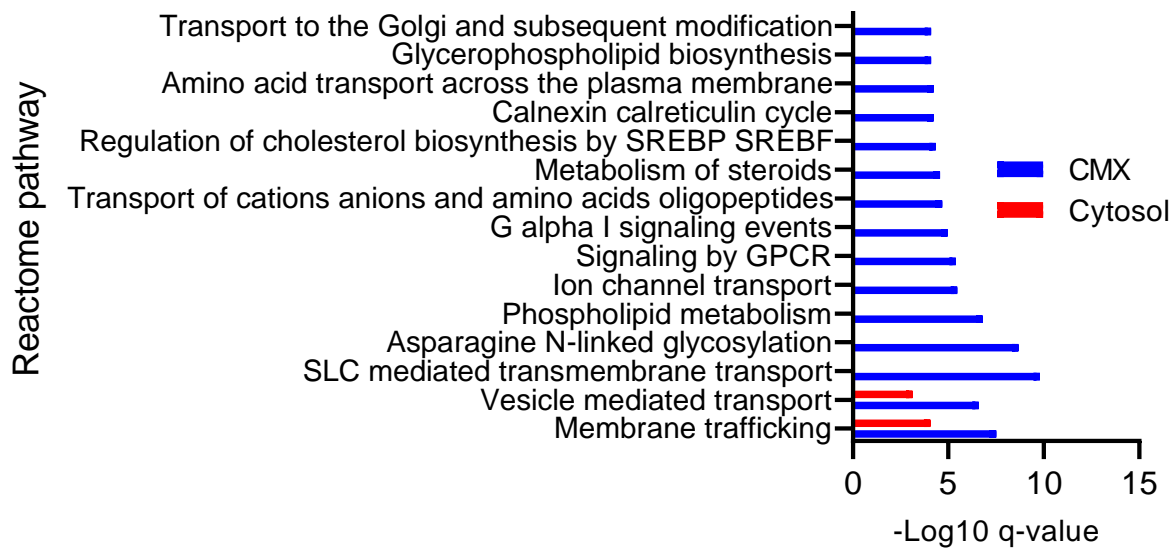 Reactome pathway
Transport to the Golgi and subsequent modification
Glycerophospholipid biosynthesis
Amino acid transport across the plasma membrane
Calnexin calreticulin cycle
Regulation of cholesterol biosynthesis by SREBP SREBF
Metabolism of steroids
Transport of cations anions and amino acids oligopeptides
G alpha I signaling events
Signaling by GPCR
Ion channel transport
Phospholipid metabolism
Asparagine N-linked glycosylation
SLC mediated transmembrane transport
Vesicle mediated transport
Membrane trafficking
CMX
Cytosol
0 5 10 15
-Log10 q-value